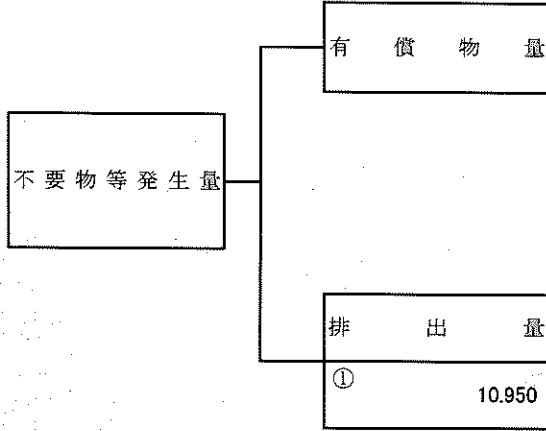 有償物量
不要物等発生量
排出量
①
10.950